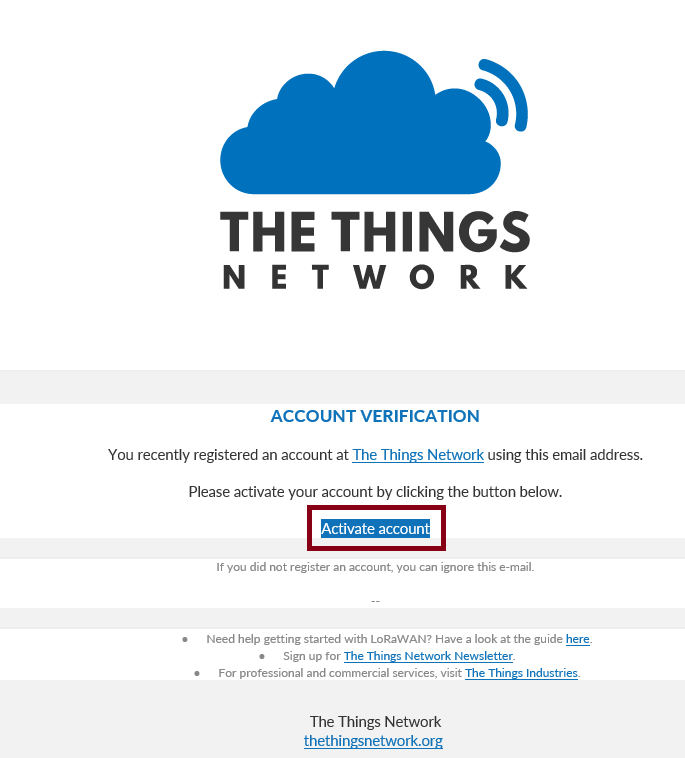 THE THINGS
NETWORK
ACCOUNT VERIFICATION
You recently registered an account at The Things Network using this email address.
Please activate your account by clicking the button below.
Activate account
If you did not register an account, you can ignore this e-mail.
--
• Need help getting started with LoRaWAN? Have a look at the guide here.
• Sign up for The Things Network Newsletter.
• For professional and commercial services, visit The Things Industries.
The Things Network
thethingsnetwork.org